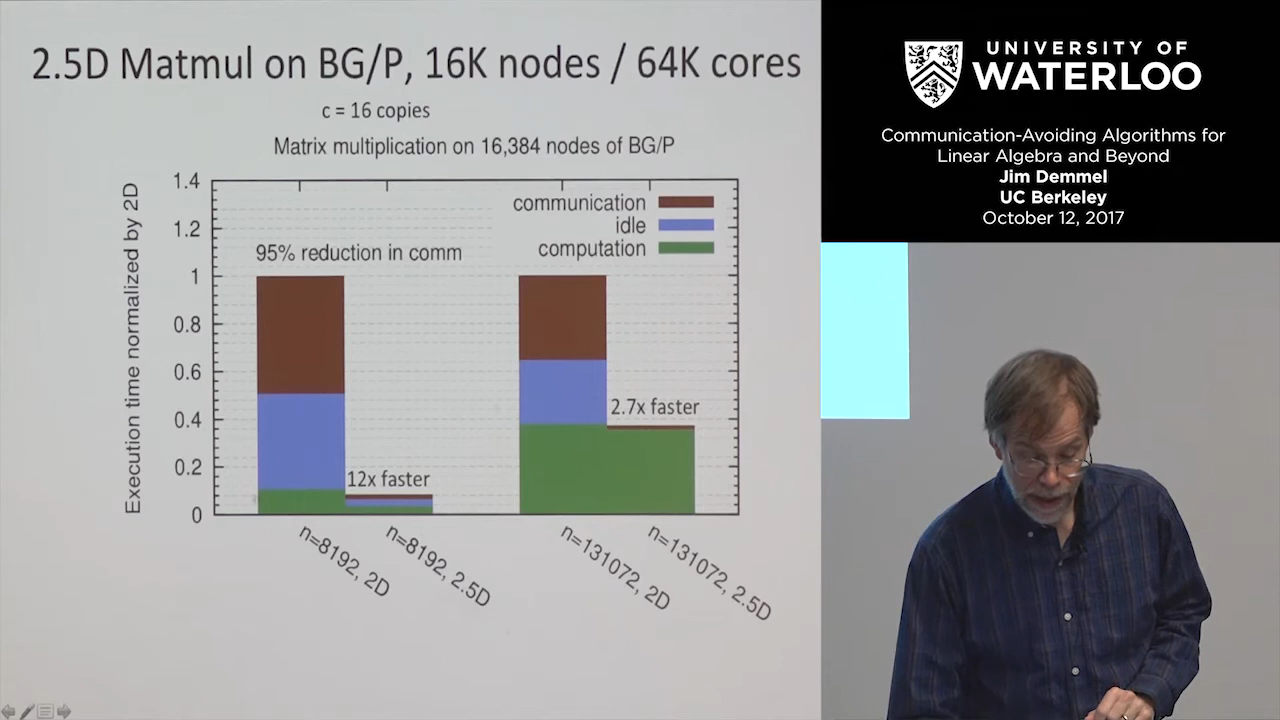 2.5D Matmul on BG/P, 16K nodes / 64K cores
c = 16 copies
Matrix multiplication on 16,384 nodes of BG/P
Execution time normalized by 2D
1.4
1.2
1
0.8
0.6
0.4
0.2
0
communication
idle
computation
95% reduction in comm
12x faster
2.7x faster
n=8192, 2D
n=8192, 2.5D
n=131072, 2D
n=131072, 2.5D
UNIVERSITY OF
WATERLOO
Communication-Avoiding Algorithms for
Linear Algebra and Beyond
Jim Demmel
UC Berkeley
October 12, 2017